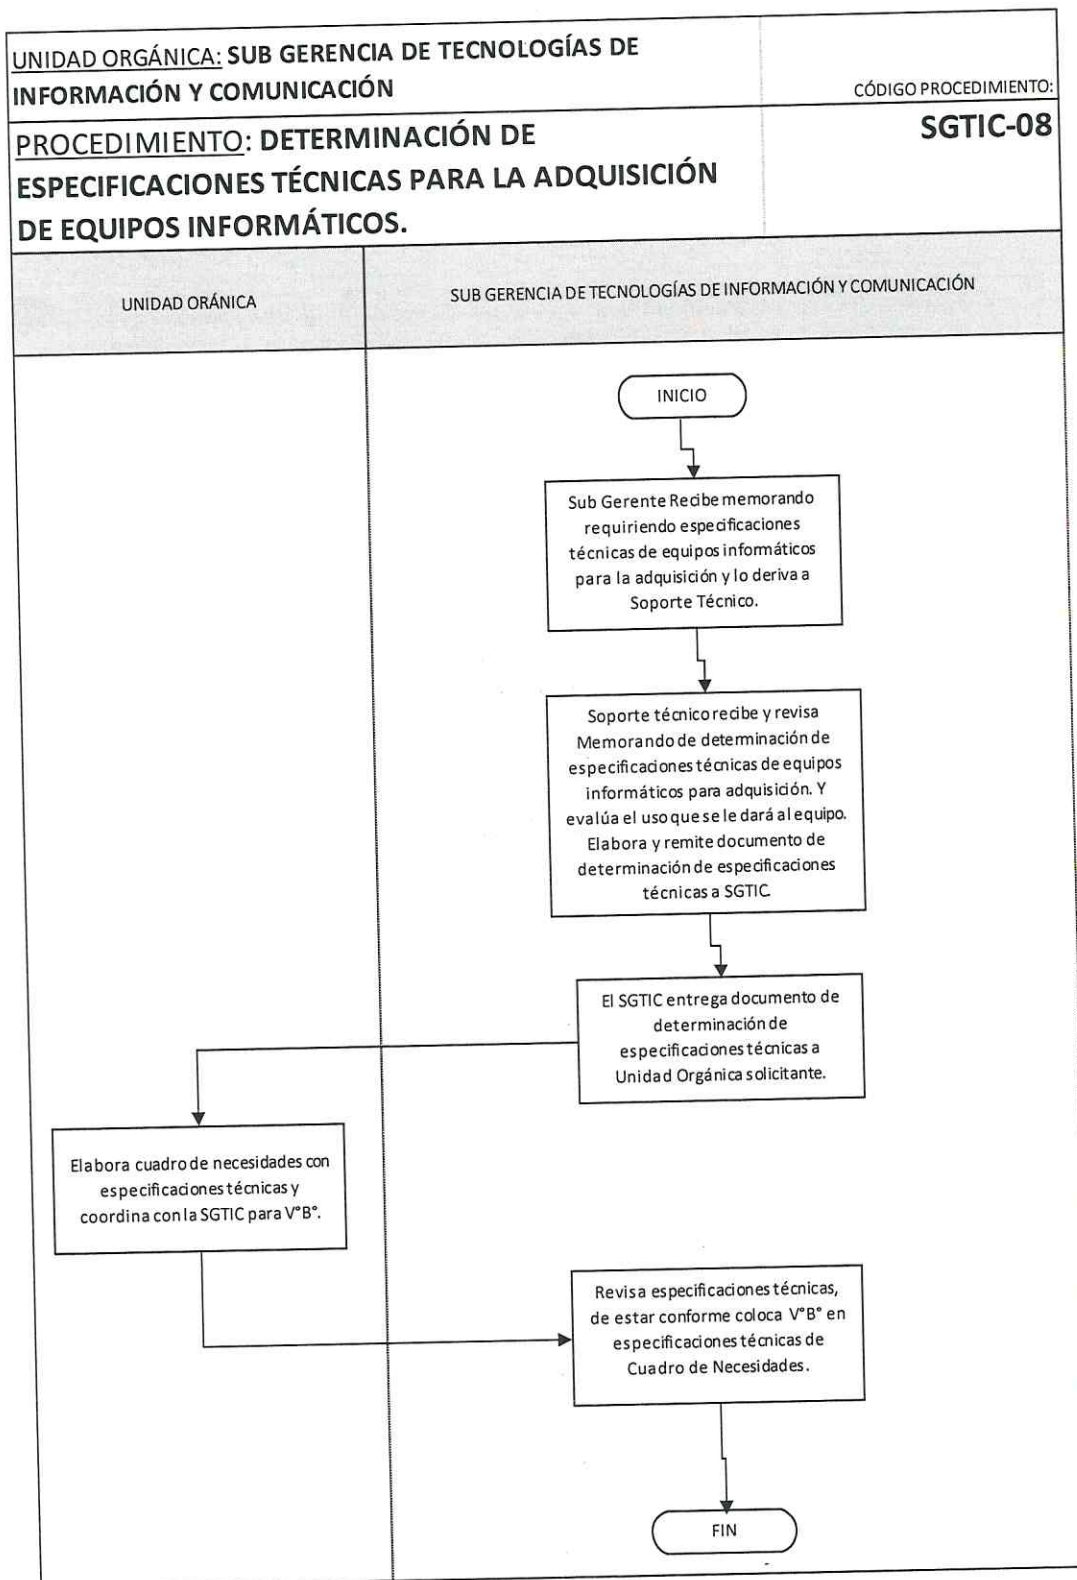 UNIDAD ORGÁNICA: SUB GERENCIA DE TECNOLOGÍAS DE
INFORMACIÓN Y COMUNICACIÓN
CÓDIGO PROCEDIMIENTO:
SGTIC-08
PROCEDIMIENTO: DETERMINACIÓN DE
ESPECIFICACIONES TÉCNICAS PARA LA ADQUISICIÓN
DE EQUIPOS INFORMÁTICOS.
UNIDAD ORÁNICA
SUB GERENCIA DE TECNOLOGÍAS DE INFORMACIÓN Y COMUNICACIÓN
INICIO
Sub Gerente Recibe memorando
requiriendo especificaciones
técnicas de equipos informáticos
para la adquisición y lo deriva a
Soporte Técnico.
Soporte técnico recibe y revisa
Memorando de determinación de
especificaciones técnicas de equipos
informáticos para adquisición. Y
evalúa el uso que se le dará al equipo.
Elabora y remite documento de
determinación de especificaciones
técnicas a SGTIC.
El SGTIC entrega documento de
determinación de
especificaciones técnicas a
Unidad Orgánica solicitante.
Elabora cuadro de necesidades con
especificaciones técnicas y
coordina con la SGTIC para V°B°.
Revisa especificaciones técnicas,
de estar conforme coloca V°B° en
especificaciones técnicas de
Cuadro de Necesidades.
FIN